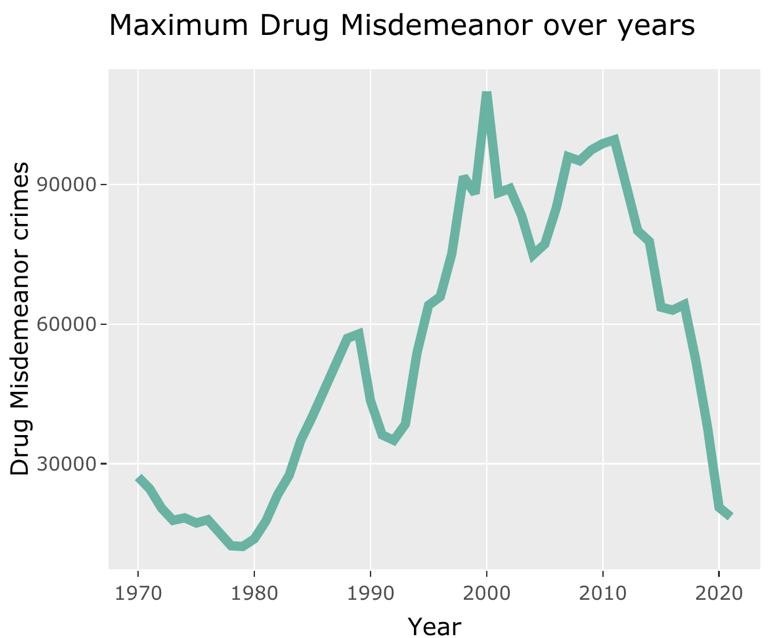 Maximum Drug Misdemeanor over years
Drug Misdemeanor crimes
90000
60000
30000
1970 1980 1990 2000 2010 2020
Year